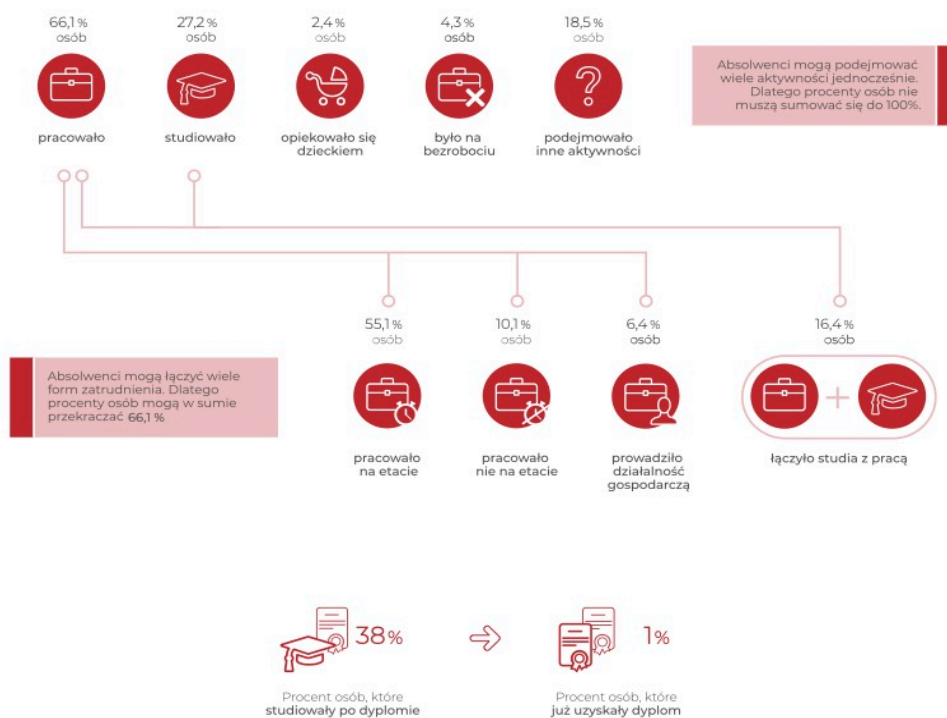 66,1 %
osób
27,2 %
osób
2,4 %
osób
4,3 %
osób
18,5 %
osób
pracowało
studiowało
opiekowało się
dzieckiem
było na
bezrobociu
podejmowało
inne aktywności
Absolwenci mogą podejmować
wiele aktywności jednocześnie.
Dlatego procenty osób nie
muszą sumować się do 100%.
55,1 %
osób
10,1 %
osób
6,4 %
osób
16,4 %
osób
Absolwenci mogą łączyć wiele
form zatrudnienia. Dlatego
procenty osób mogą w sumie
przekraczać 66,1 %
pracowało
na etacie
pracowało
nie na etacie
prowadziło
działalność
gospodarczą
łączyło studia z pracą
38%
1%
Procent osób, które
studiowały po dyplomie
Procent osób, które
już uzyskały dyplom